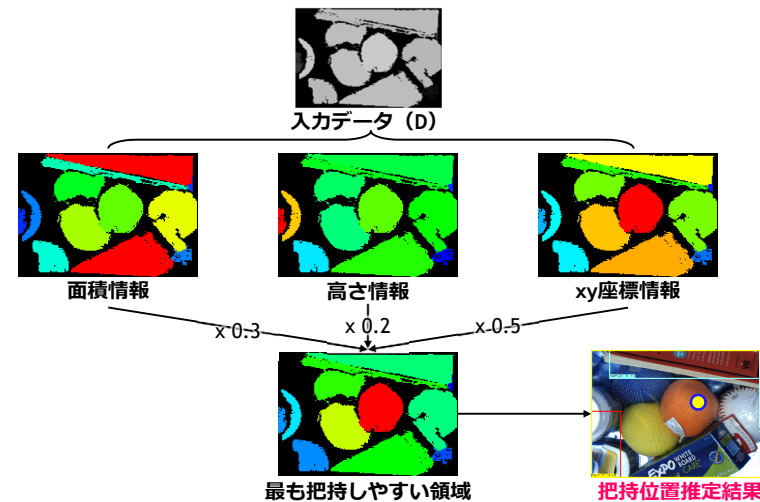 入力データ（D）
面積情報
高さ情報
xy座標情報
x 0.3
x 0.2
x 0.5
最も把持しやすい領域
EXPO WHITE
BOARD
CARE
把持位置推定結果